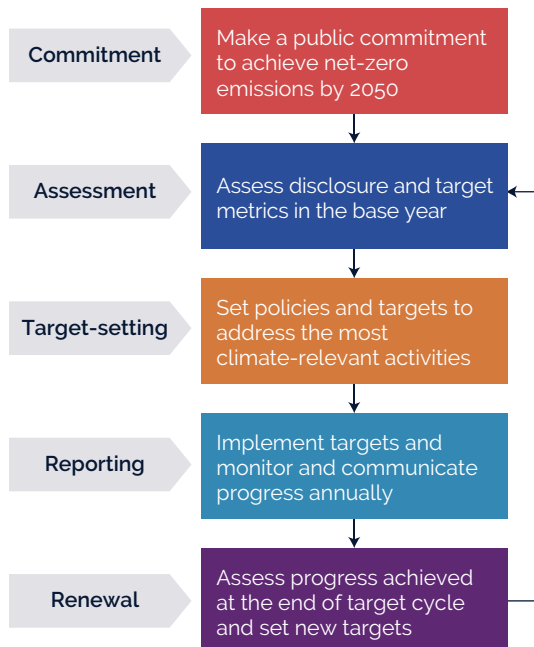 Commitment
Make a public commitment
to achieve net-zero
emissions by 2050
Assessment
Assess disclosure and target
metrics in the base year
Target-setting
Set policies and targets to
address the most
climate-relevant activities
Reporting
Implement targets and
monitor and communicate
progress annually
Renewal
Assess progress achieved
at the end of target cycle
and set new targets